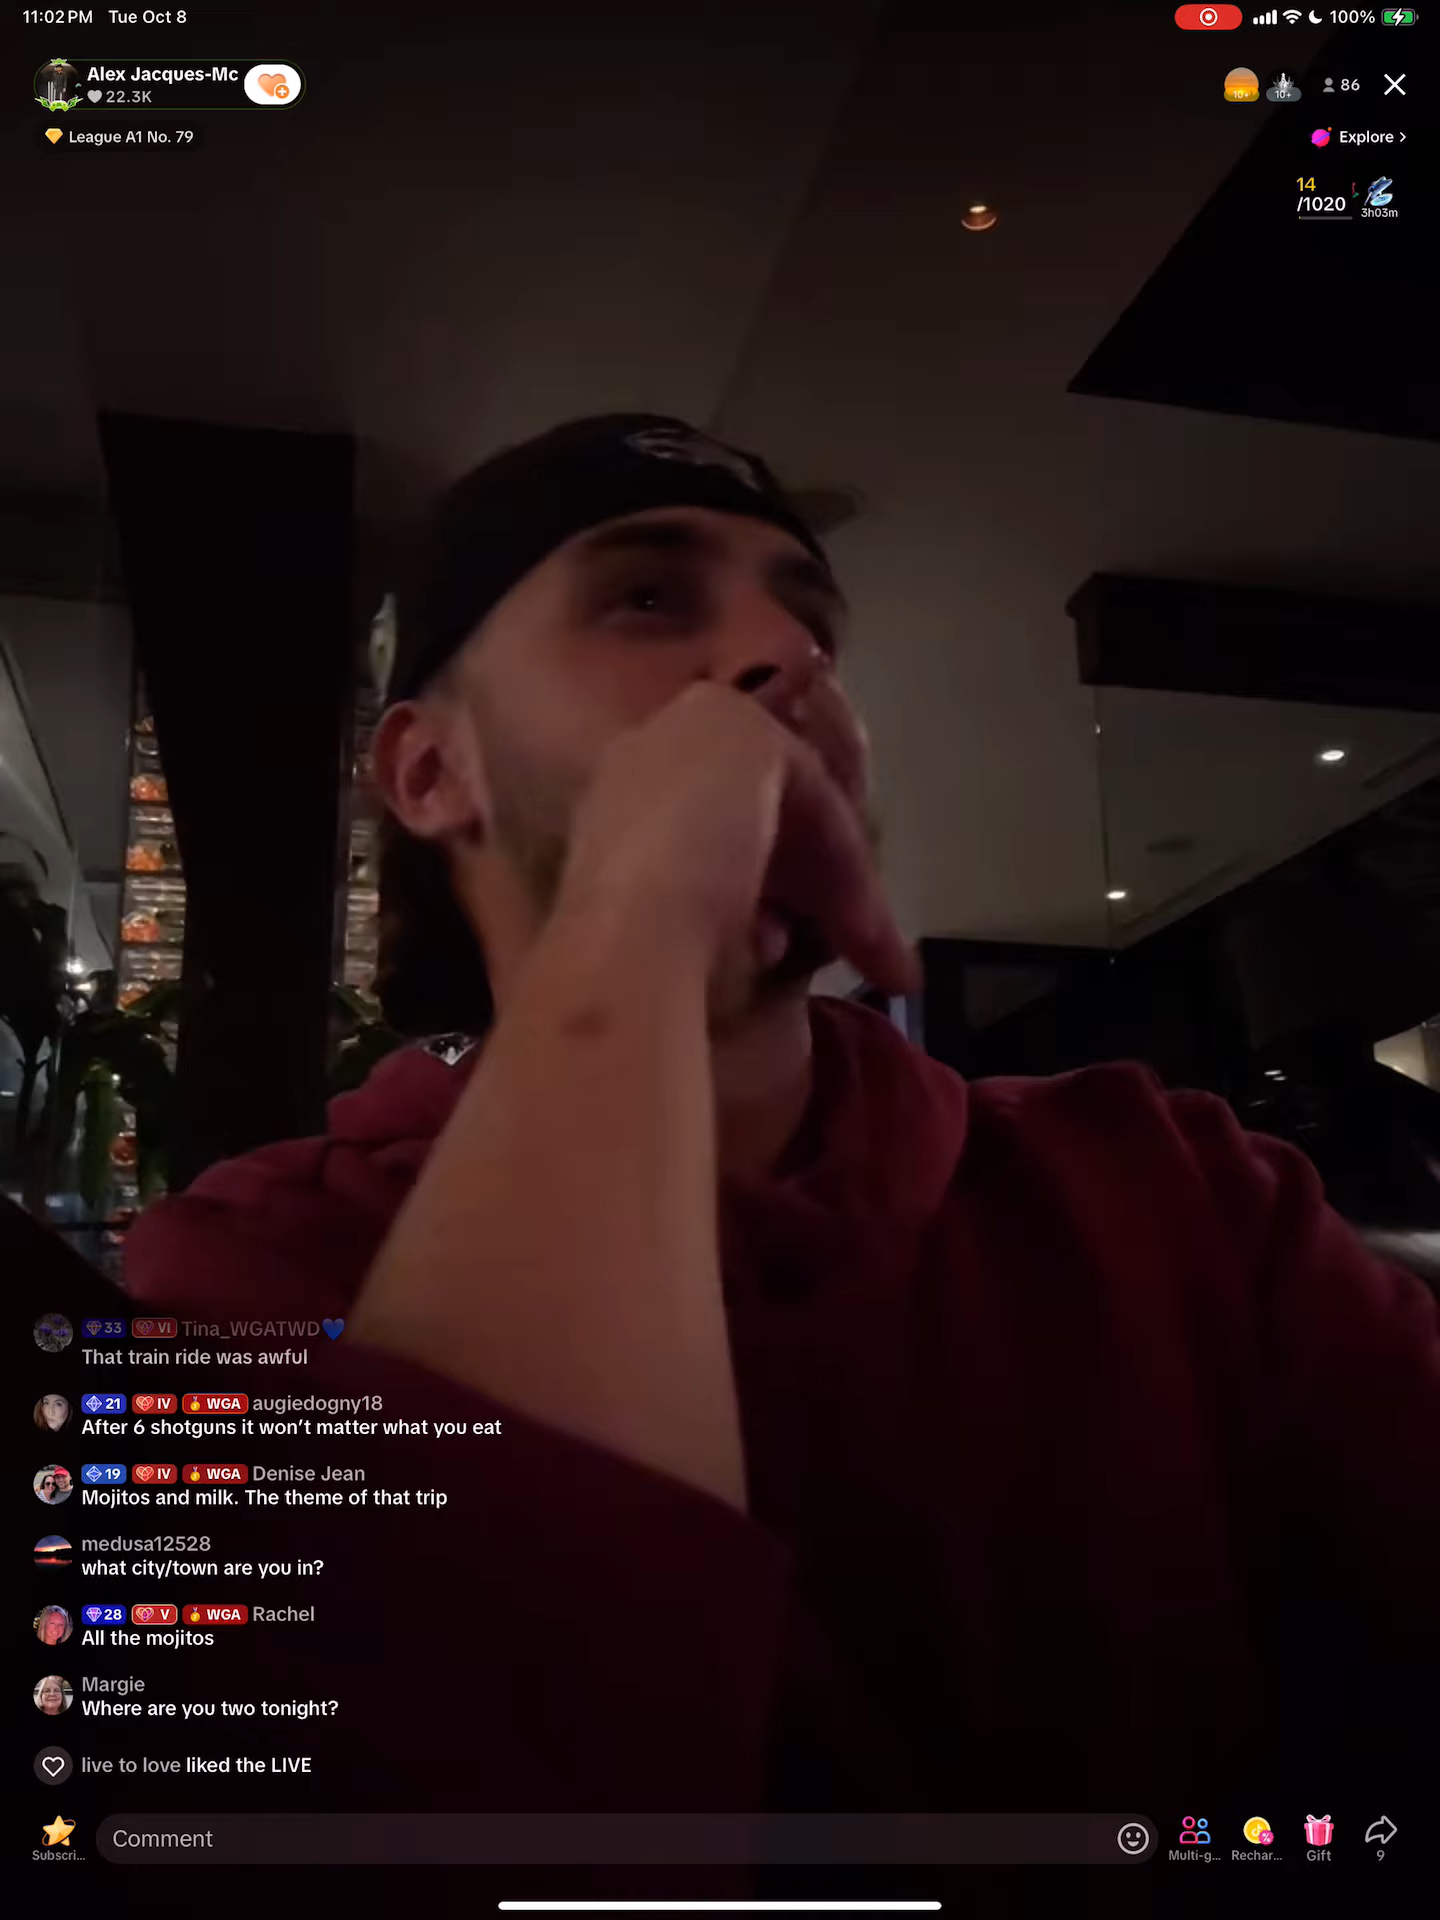 11:02 PM Tue Oct 8
100%
Alex Jacques-Mc
22.3K
10+
10+
86
League A1 No. 79
Explore >
14
/1020
3h03m
33 VI Tina_WGATWD💙
That train ride was awful
21 IV WGA augiedogny18
After 6 shotguns it won't matter what you eat
19 IV WGA Denise Jean
Mojitos and milk. The theme of that trip
medusa12528
what city/town are you in?
28 V WGA Rachel
All the mojitos
Margie
Where are you two tonight?
live to love liked the LIVE
Subscri...
Comment
Multi-g...
Rechar...
Gift
9